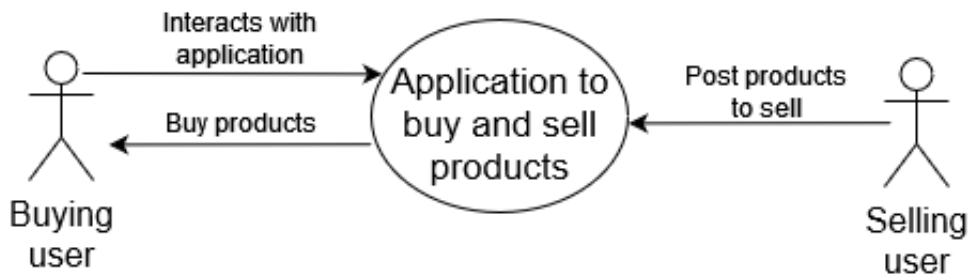 Interacts with
application
Buy products
Application to
buy and sell
products
Post products
to sell
Buying
user
Selling
user